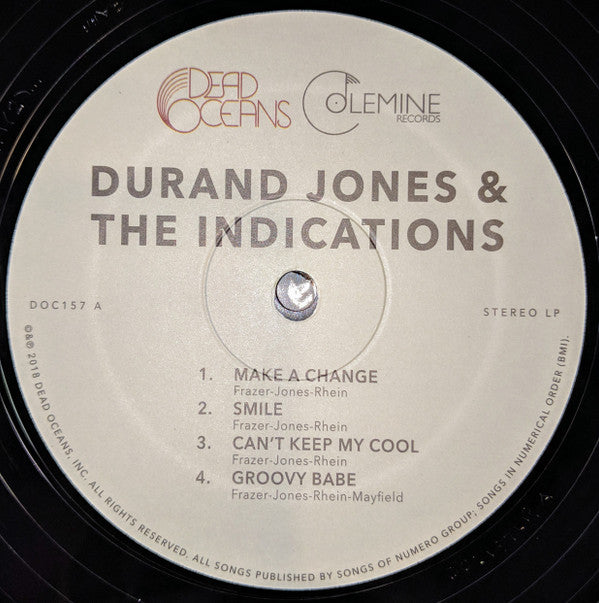 DEAD
OCEANS
COLEMINE
RECORDS
DURAND JONES &
THE INDICATIONS
DOC157 A
STEREO LP
1. MAKE A CHANGE
Frazer-Jones-Rhein
2. SMILE
Frazer-Jones-Rhein
3. CAN'T KEEP MY COOL
Frazer-Jones-Rhein
4. GROOVY BABE
Frazer-Jones-Rhein-Mayfield
©&℗ 2018 DEAD OCEANS, INC. ALL RIGHTS RESERVED. ALL SONGS PUBLISHED BY SONGS OF NUMERO GROUP; SONGS IN NUMERICAL ORDER (BMI).